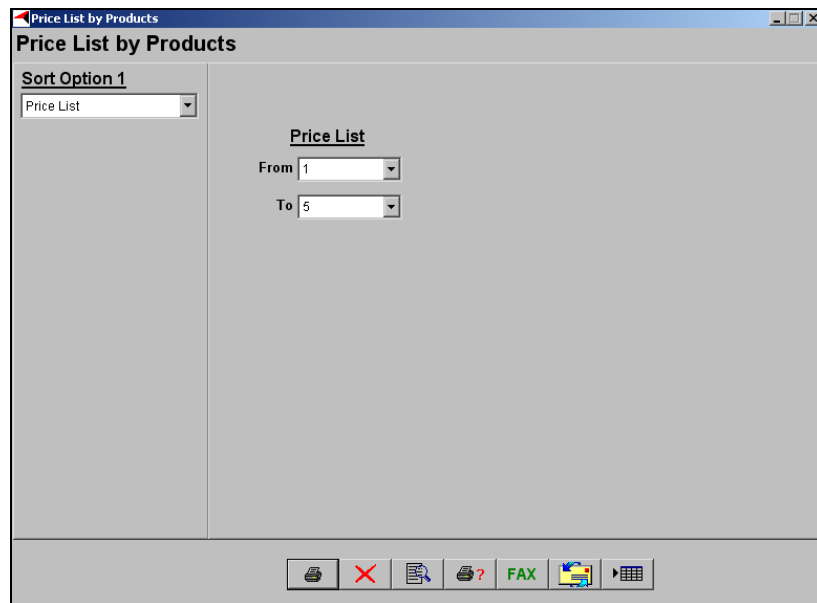 Price List by Products
Price List by Products
Sort Option 1
Price List
Price List
From 1
To 5
? FAX